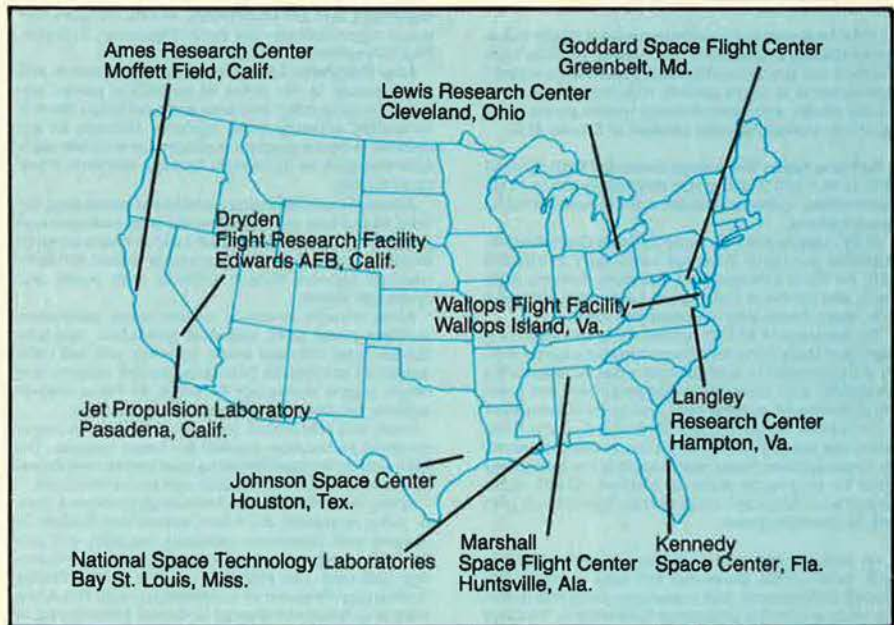 Ames Research Center
Moffett Field, Calif.
Goddard Space Flight Center
Greenbelt, Md.
Lewis Research Center
Cleveland, Ohio
Dryden
Flight Research Facility
Edwards AFB, Calif.
Wallops Flight Facility
Wallops Island, Va.
Jet Propulsion Laboratory
Pasadena, Calif.
Langley
Research Center
Hampton, Va.
Johnson Space Center
Houston, Tex.
National Space Technology Laboratories
Bay St. Louis, Miss.
Marshall
Space Flight Center
Huntsville, Ala.
Kennedy
Space Center, Fla.